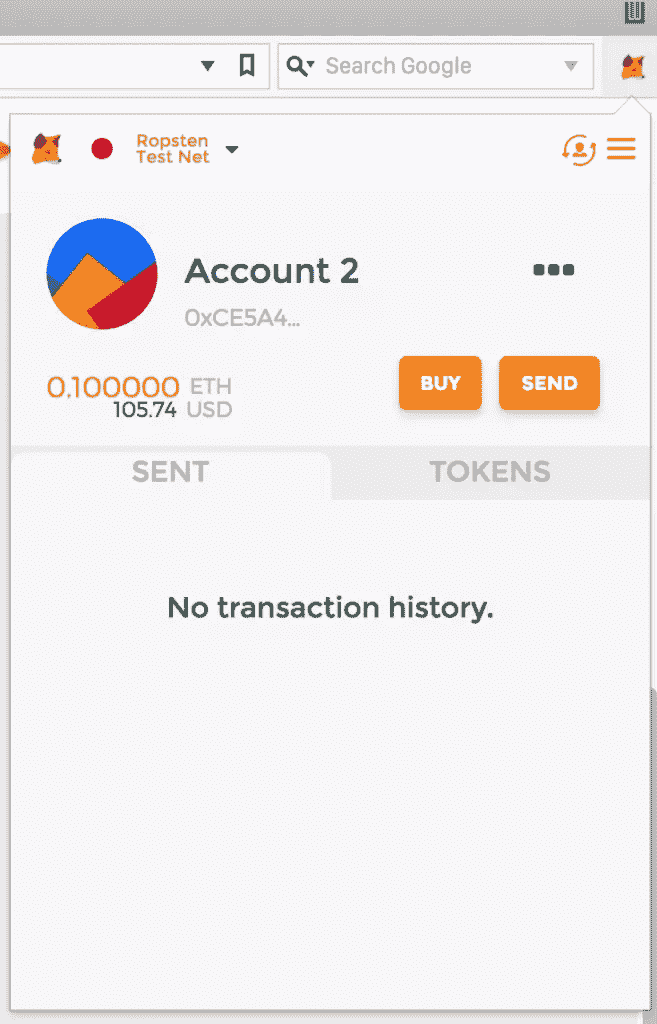 Search Google
Ropsten
Test Net
Account 2
0xCE5A4...
0.100000 ETH
105.74 USD
BUY
SEND
SENT
TOKENS
No transaction history.